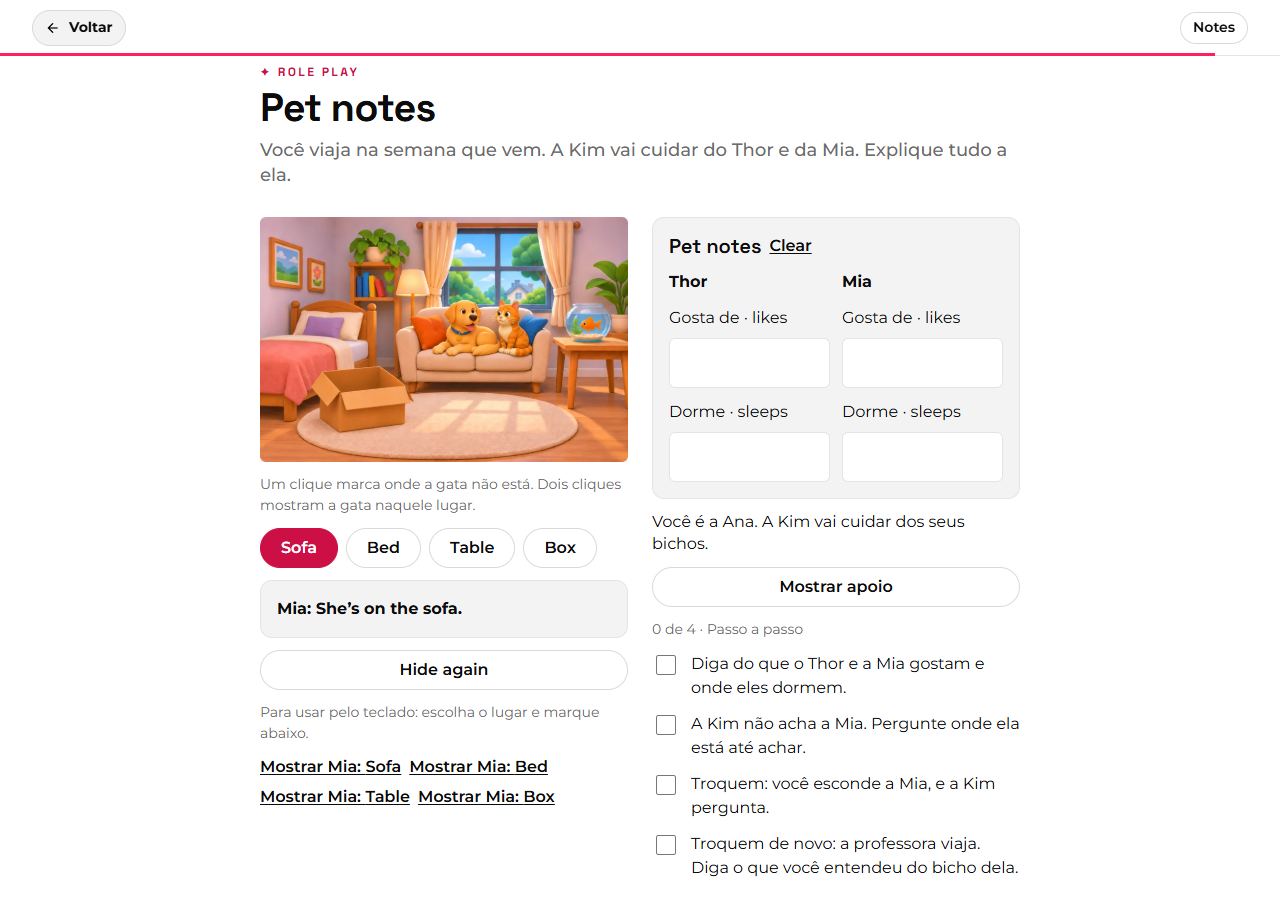 ← Voltar
Notes
✦ ROLE PLAY
Pet notes
Você viaja na semana que vem. A Kim vai cuidar do Thor e da Mia. Explique tudo a
ela.
Um clique marca onde a gata não está. Dois cliques
mostram a gata naquele lugar.
Sofa
Bed
Table
Box
Mia: She’s on the sofa.
Hide again
Para usar pelo teclado: escolha o lugar e marque
abaixo.
Mostrar Mia: Sofa Mostrar Mia: Bed
Mostrar Mia: Table Mostrar Mia: Box
Pet notes Clear
Thor
Mia
Gosta de · likes
Gosta de · likes
Dorme · sleeps
Dorme · sleeps
Você é a Ana. A Kim vai cuidar dos seus
bichos.
Mostrar apoio
0 de 4 · Passo a passo
Diga do que o Thor e a Mia gostam e
onde eles dormem.
A Kim não acha a Mia. Pergunte onde ela
está até achar.
Troquem: você esconde a Mia, e a Kim
pergunta.
Troquem de novo: a professora viaja.
Diga o que você entendeu do bicho dela.